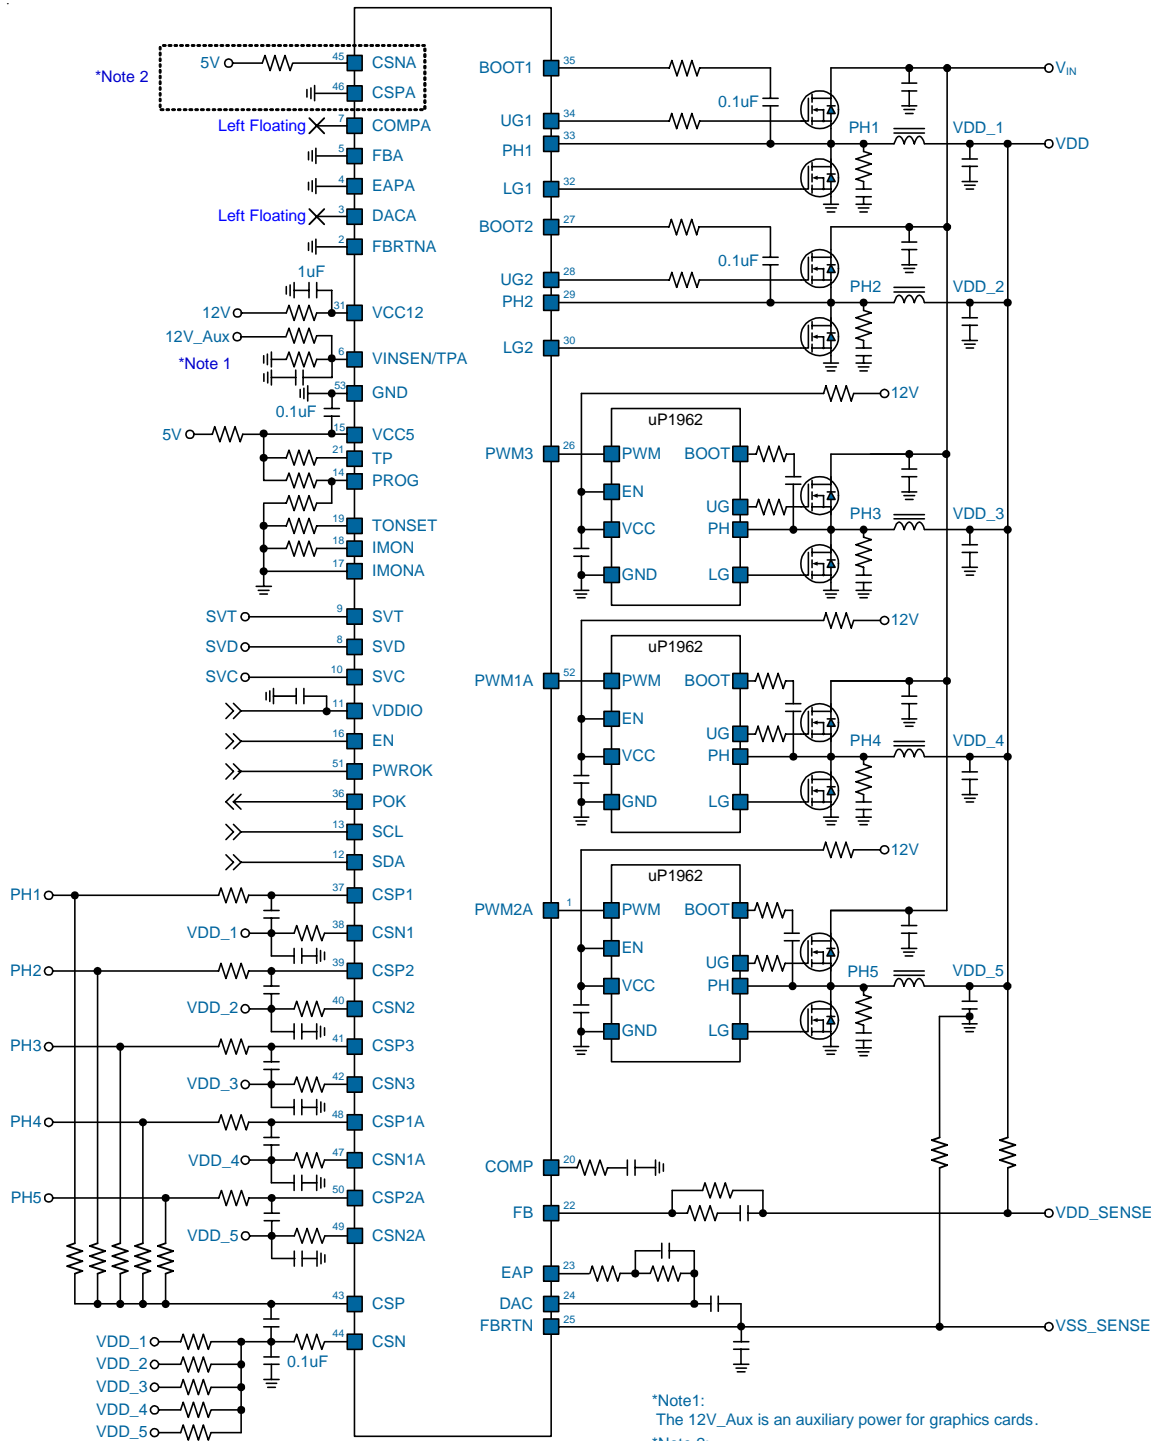 5V
45
CSNA
*Note 2
46
CSPA
Left Floating
7
COMPA
5
FBA
4
EAPA
Left Floating
3
DACA
2
FBRTNA
1uF
12V
31
VCC12
12V_Aux
*Note 1
6
VINSEN/TPA
53
GND
0.1uF
5V
15
VCC5
21
TP
14
PROG
19
TONSET
18
IMON
17
IMONA
SVT
9
SVT
SVD
8
SVD
SVC
10
SVC
11
VDDIO
16
EN
51
PWROK
36
POK
13
SCL
12
SDA
PH1
37
CSP1
VDD_1
38
CSN1
PH2
39
CSP2
VDD_2
40
CSN2
PH3
41
CSP3
VDD_3
42
CSN3
PH4
48
CSP1A
VDD_4
47
CSN1A
PH5
50
CSP2A
VDD_5
49
CSN2A
43
CSP
VDD_1
44
CSN
0.1uF
VDD_2
VDD_3
VDD_4
VDD_5
BOOT1
35
VIN
0.1uF
UG1
34
PH1
33
PH1
VDD_1
VDD
LG1
32
BOOT2
27
0.1uF
UG2
28
PH2
29
PH2
VDD_2
LG2
30
12V
uP1962
PWM3
26
PWM
BOOT
EN
UG
VCC
PH
PH3
VDD_3
GND
LG
12V
uP1962
PWM1A
52
PWM
BOOT
EN
UG
VCC
PH
PH4
VDD_4
GND
LG
12V
uP1962
PWM2A
1
PWM
BOOT
EN
UG
VCC
PH
PH5
VDD_5
GND
LG
COMP
20
FB
22
VDD_SENSE
EAP
23
DAC
24
FBRTN
25
VSS_SENSE
*Note1:
The 12V_Aux is an auxiliary power for graphics cards.
*Note 2: